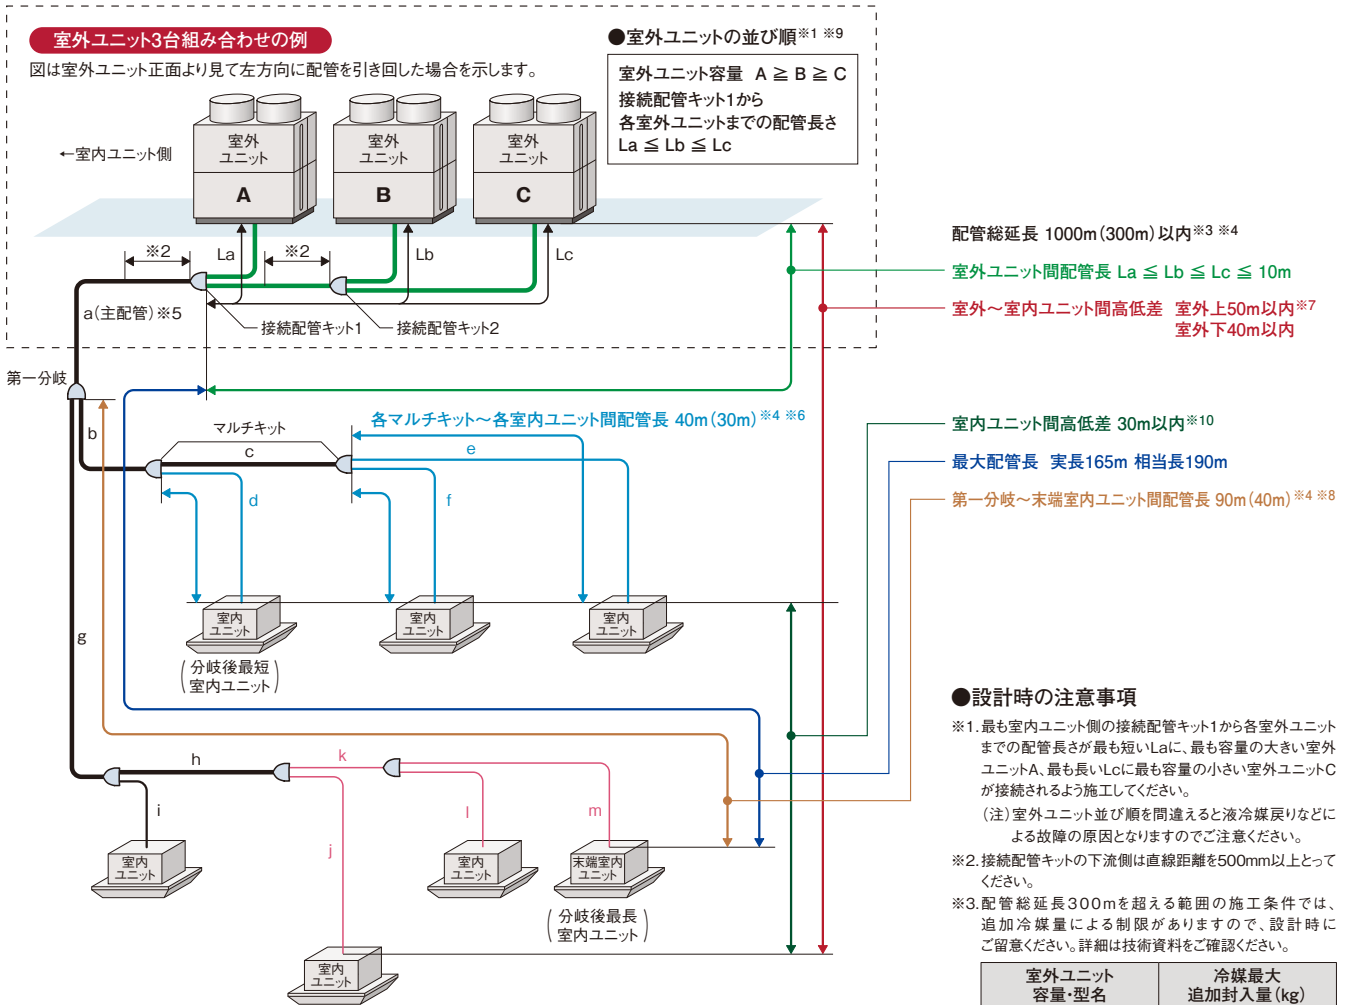 室外ユニット3台組み合わせの例
図は室外ユニット正面より見て左方向に配管を引き回した場合を示します。
●室外ユニットの並び順※1 ※9
室外ユニット容量 A ≧ B ≧ C
接続配管キット1から
各室外ユニットまでの配管長さ
La ≦ Lb ≦ Lc
←室内ユニット側
室外
ユニット
A
室外
ユニット
B
室外
ユニット
C
※2
La
※2
Lb
Lc
a(主配管)※5
接続配管キット1
接続配管キット2
第一分岐
配管総延長 1000m(300m)以内※3 ※4
室外ユニット間配管長 La ≦ Lb ≦ Lc ≦ 10m
室外～室内ユニット間高低差 室外上50m以内※7
室外下40m以内
室内ユニット間高低差 30m以内※10
最大配管長 実長165m 相当長190m
第一分岐～末端室内ユニット間配管長 90m(40m)※4 ※8
b
マルチキット
c
各マルチキット～各室内ユニット間配管長 40m(30m)※4 ※6
d
e
f
g
室内
ユニット
(分岐後最短
室内ユニット)
室内
ユニット
室内
ユニット
h
i
j
k
l
m
室内
ユニット
室内
ユニット
末端室内
ユニット
(分岐後最長
室内ユニット)
室内
ユニット
●設計時の注意事項
※1.最も室内ユニット側の接続配管キット1から各室外ユニット
までの配管長さが最も短いLaに、最も容量の大きい室外
ユニットA、最も長いLcに最も容量の小さい室外ユニットC
が接続されるよう施工してください。
(注)室外ユニット並び順を間違えると液冷媒戻りなどに
よる故障の原因となりますのでご注意ください。
※2.接続配管キットの下流側は直線距離を500mm以上とって
ください。
※3.配管総延長300mを超える範囲の施工条件では、
追加冷媒量による制限がありますので、設計時に
ご留意ください。詳細は技術資料をご確認ください。
室外ユニット
容量・型名
冷媒最大
追加封入量(kg)